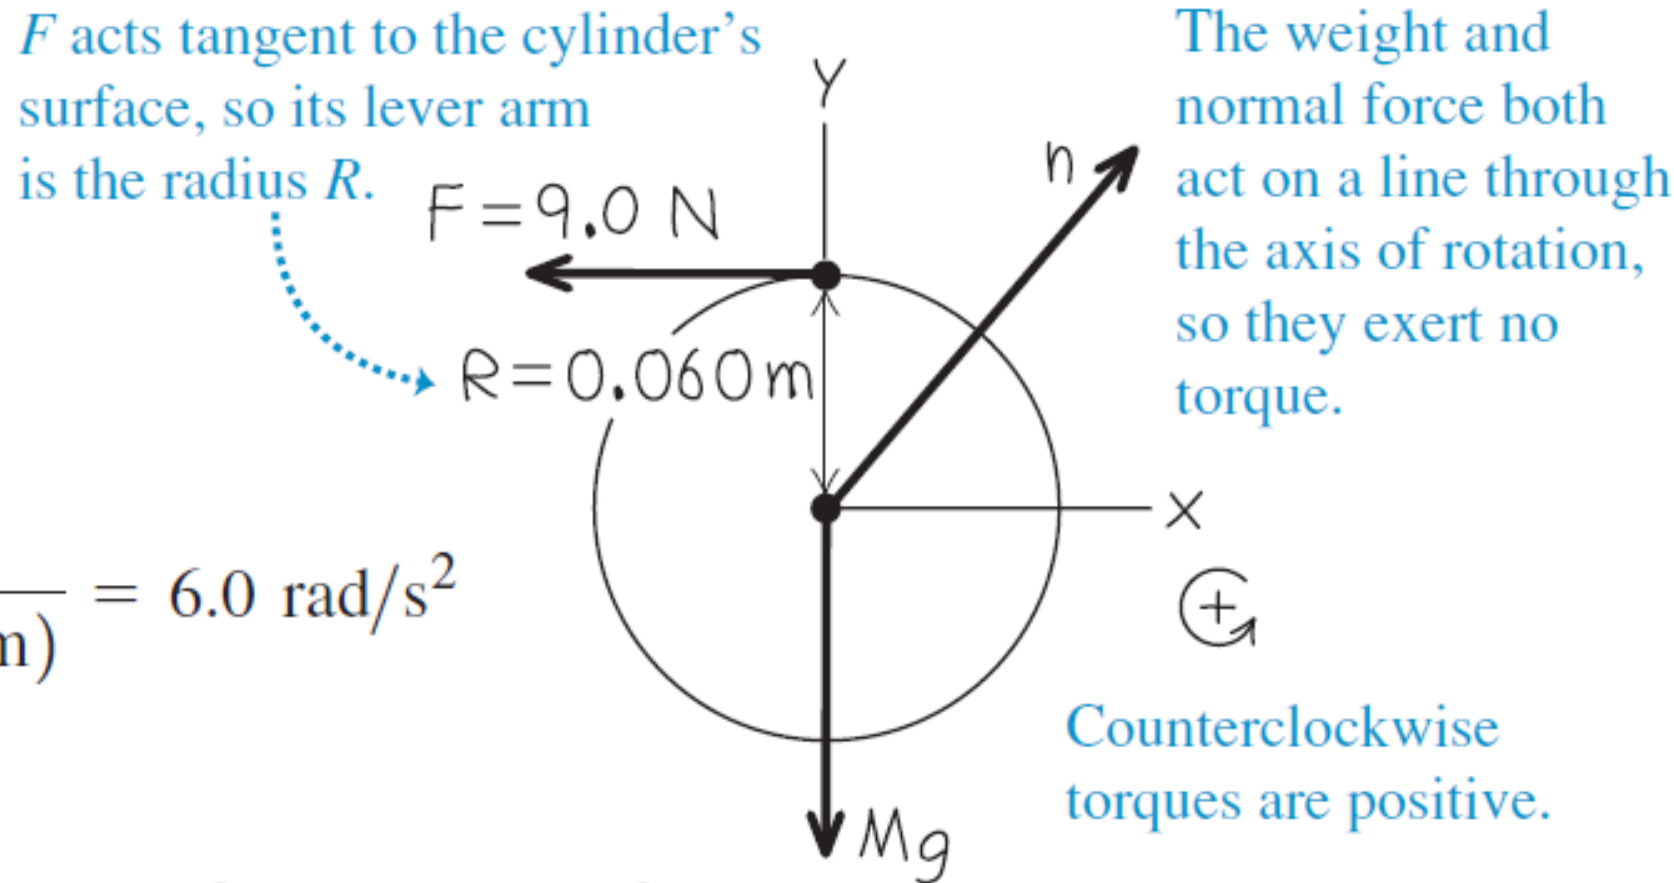 F acts tangent to the cylinder's
surface, so its lever arm
is the radius R.
F = 9.0 N
R = 0.060 m
y
n
The weight and
normal force both
act on a line through
the axis of rotation,
so they exert no
torque.
x
+
Counterclockwise
torques are positive.
Mg
m) = 6.0 rad/s²